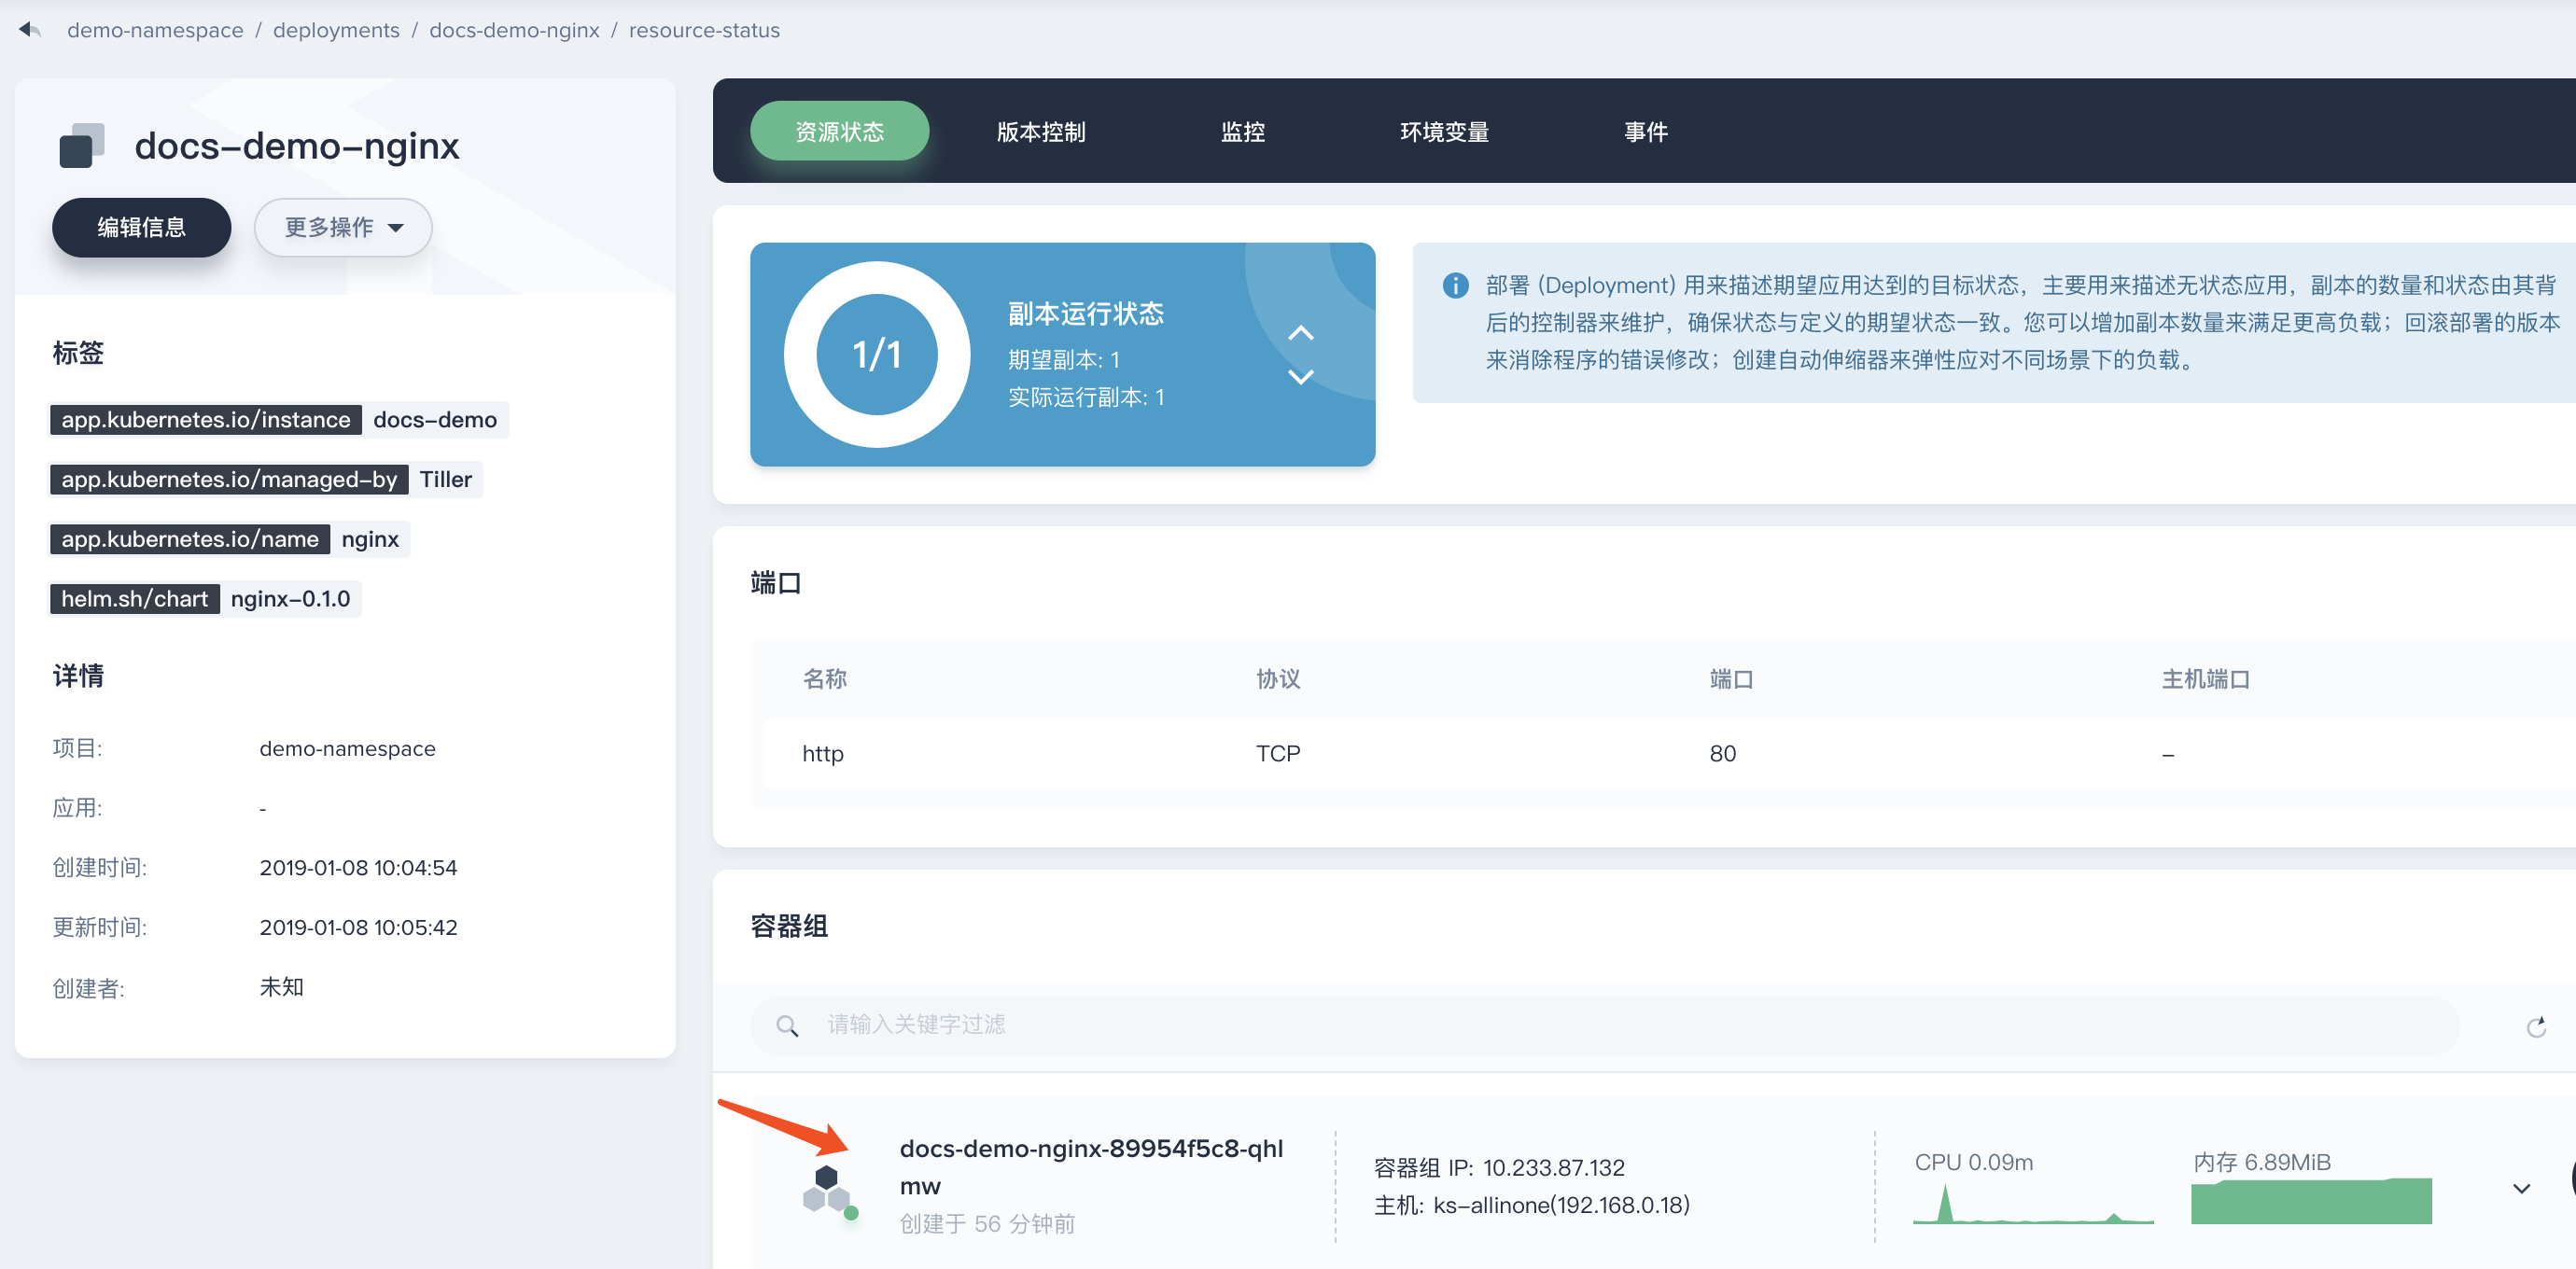 demo-namespace / deployments / docs-demo-nginx / resource-status
docs-demo-nginx
编辑信息
更多操作
标签
app.kubernetes.io/instance docs-demo
app.kubernetes.io/managed-by Tiller
app.kubernetes.io/name nginx
helm.sh/chart nginx-0.1.0
详情
项目: demo-namespace
应用: -
创建时间: 2019-01-08 10:04:54
更新时间: 2019-01-08 10:05:42
创建者: 未知
资源状态 版本控制 监控 环境变量 事件
1/1
副本运行状态
期望副本: 1
实际运行副本: 1
部署 (Deployment) 用来描述期望应用达到的目标状态，主要用来描述无状态应用，副本的数量和状态由其背
后的控制器来维护，确保状态与定义的期望状态一致。您可以增加副本数量来满足更高负载；回滚部署的版本
来消除程序的错误修改；创建自动伸缩器来弹性应对不同场景下的负载。
端口
名称 协议 端口 主机端口
http TCP 80 –
容器组
请输入关键字过滤
docs-demo-nginx-89954f5c8-qhl
mw
创建于 56 分钟前
容器组 IP: 10.233.87.132
主机: ks-allinone(192.168.0.18)
CPU 0.09m
内存 6.89MiB